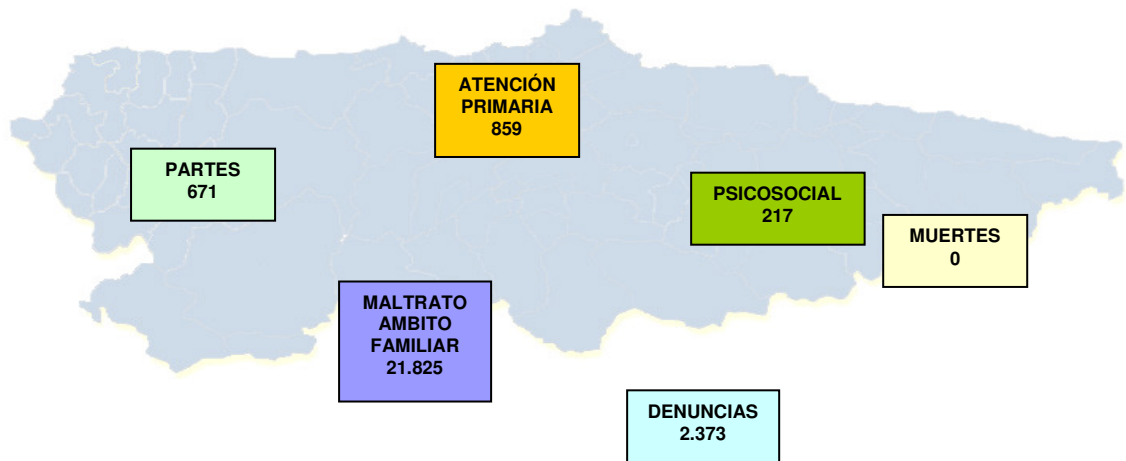 ATENCIÓN
PRIMARIA
859
PARTES
671
PSICOSOCIAL
217
MUERTES
0
MALTRATO
AMBITO
FAMILIAR
21.825
DENUNCIAS
2.373